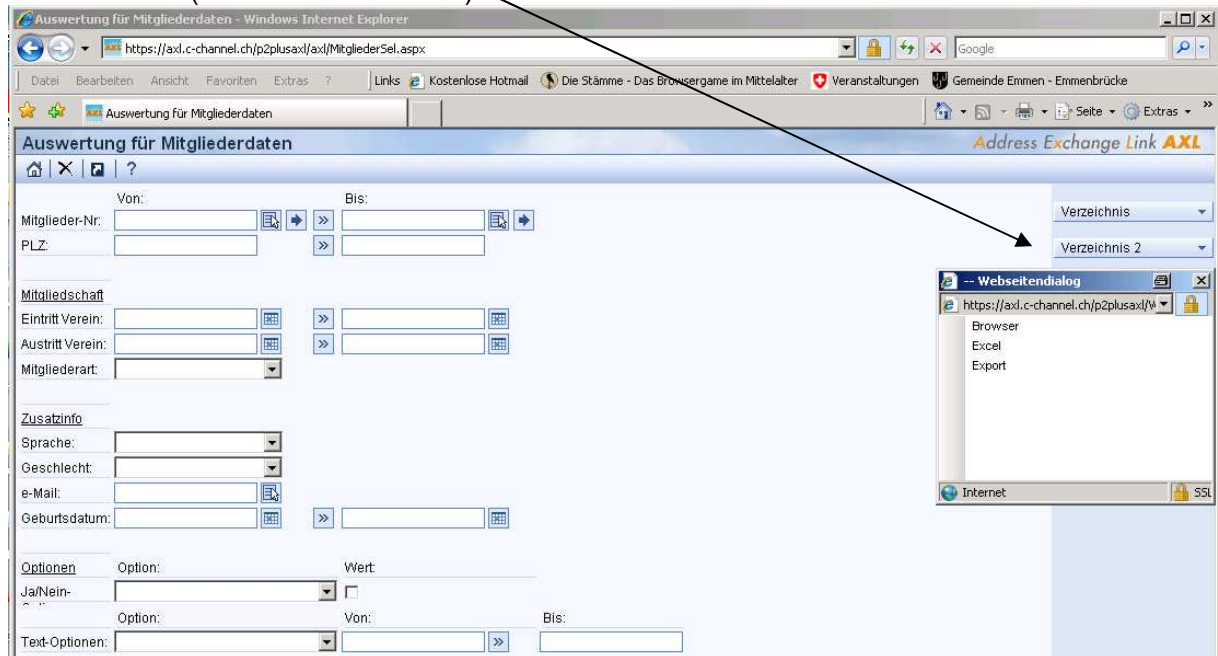 Auswertung für Mitgliederdaten - Windows Internet Explorer
https://axl.c-channel.ch/p2plusaxl/axl/MitgliederSel.aspx
Google
Datei Bearbeiten Ansicht Favoriten Extras ? Links Kostenlose Hotmail Die Stämme - Das Browsergame im Mittelalter Veranstaltungen Gemeinde Emmen - Emmenbrücke
AXL Auswertung für Mitgliederdaten Seite Extras »
Auswertung für Mitgliederdaten Address Exchange Link AXL
?
Von: Bis:
Mitglieder-Nr: » Verzeichnis
PLZ: » Verzeichnis 2
-- Webseitendialog
Mitgliedschaft https://axl.c-channel.ch/p2plusaxl/
Eintritt Verein: » Browser
Austritt Verein: » Excel
Mitgliederart: Export
Zusatzinfo
Sprache:
Geschlecht:
e-Mail: Internet SSL
Geburtsdatum: »
Optionen Option: Wert:
Ja/Nein-
Option: Von: Bis:
Text-Optionen: »